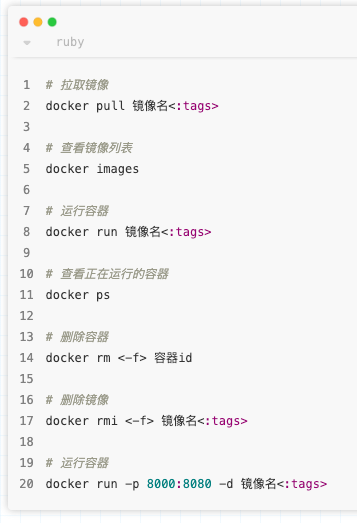 ruby
1 # 拉取镜像
2 docker pull 镜像名<:tags>
3
4 # 查看镜像列表
5 docker images
6
7 # 运行容器
8 docker run 镜像名<:tags>
9
10 # 查看正在运行的容器
11 docker ps
12
13 # 删除容器
14 docker rm <-f> 容器id
15
16 # 删除镜像
17 docker rmi <-f> 镜像名<:tags>
18
19 # 运行容器
20 docker run -p 8000:8080 -d 镜像名<:tags>